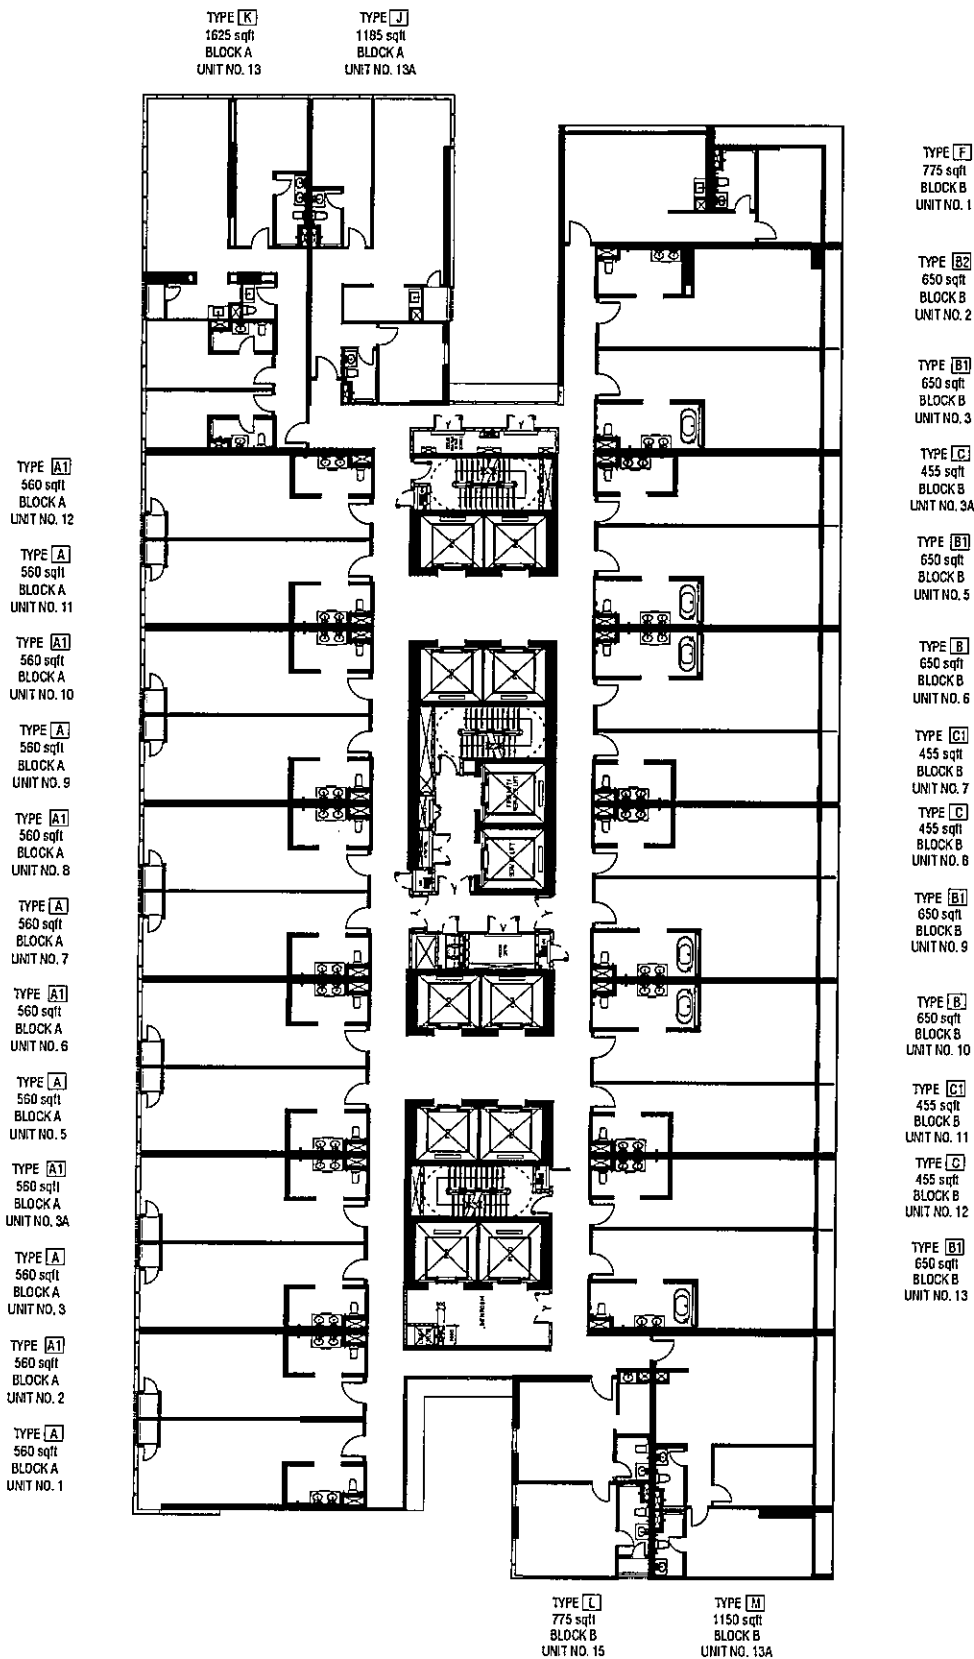 TYPE K
1625 sqft
BLOCK A
UNIT NO. 13
TYPE J
1185 sqft
BLOCK A
UNIT NO. 13A
TYPE F
775 sqft
BLOCK B
UNIT NO. 1
TYPE B2
650 sqft
BLOCK B
UNIT NO. 2
TYPE B1
650 sqft
BLOCK B
UNIT NO. 3
TYPE C
455 sqft
BLOCK B
UNIT NO. 3A
TYPE B1
650 sqft
BLOCK B
UNIT NO. 5
TYPE B
650 sqft
BLOCK B
UNIT NO. 6
TYPE C1
455 sqft
BLOCK B
UNIT NO. 7
TYPE C
455 sqft
BLOCK B
UNIT NO. 8
TYPE B1
650 sqft
BLOCK B
UNIT NO. 9
TYPE B
650 sqft
BLOCK B
UNIT NO. 10
TYPE C1
455 sqft
BLOCK B
UNIT NO. 11
TYPE C
455 sqft
BLOCK B
UNIT NO. 12
TYPE B1
650 sqft
BLOCK B
UNIT NO. 13
TYPE A1
560 sqft
BLOCK A
UNIT NO. 12
TYPE A
560 sqft
BLOCK A
UNIT NO. 11
TYPE A1
560 sqft
BLOCK A
UNIT NO. 10
TYPE A
560 sqft
BLOCK A
UNIT NO. 9
TYPE A1
560 sqft
BLOCK A
UNIT NO. 8
TYPE A
560 sqft
BLOCK A
UNIT NO. 7
TYPE A1
560 sqft
BLOCK A
UNIT NO. 6
TYPE A
560 sqft
BLOCK A
UNIT NO. 5
TYPE A1
560 sqft
BLOCK A
UNIT NO. 3A
TYPE A
560 sqft
BLOCK A
UNIT NO. 3
TYPE A1
560 sqft
BLOCK A
UNIT NO. 2
TYPE A
560 sqft
BLOCK A
UNIT NO. 1
TYPE L
775 sqft
BLOCK B
UNIT NO. 15
TYPE M
1150 sqft
BLOCK B
UNIT NO. 13A